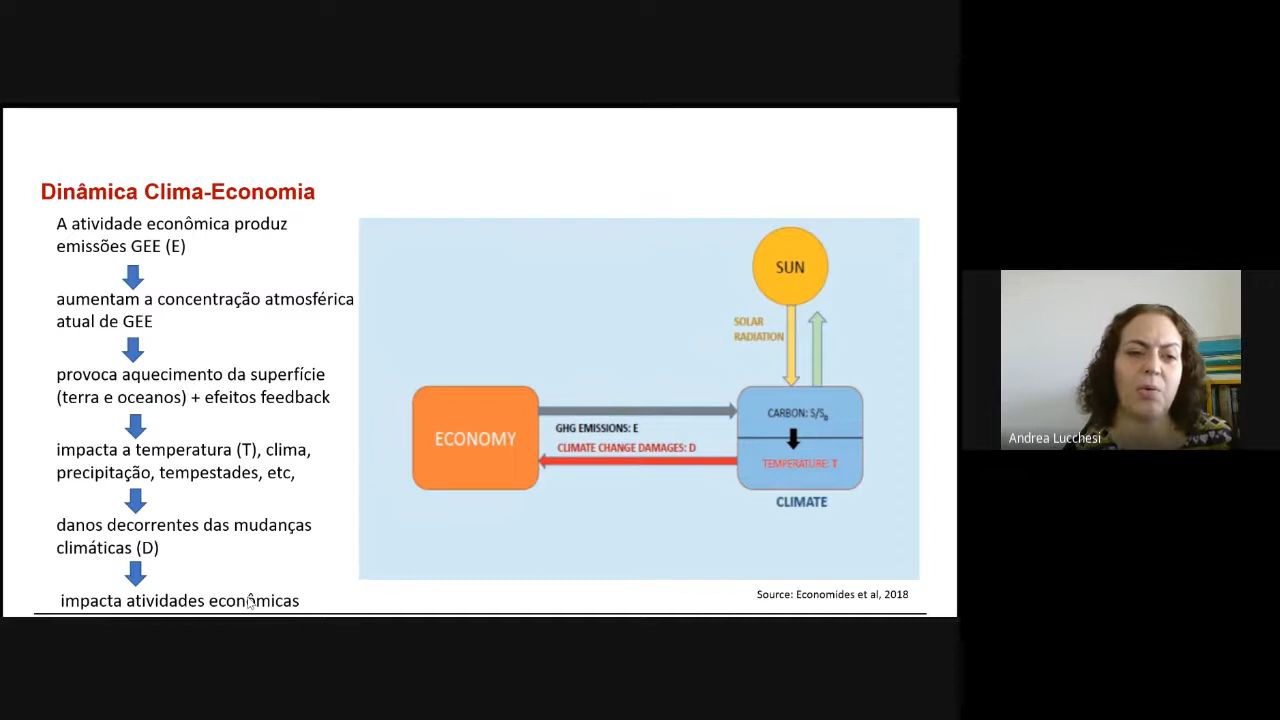 Dinâmica Clima-Economia
A atividade econômica produz
emissões GEE (E)
aumentam a concentração atmosférica
atual de GEE
provoca aquecimento da superfície
(terra e oceanos) + efeitos feedback
impacta a temperatura (T), clima,
precipitação, tempestades, etc,
danos decorrentes das mudanças
climáticas (D)
impacta atividades econômicas
SUN
SOLAR
RADIATION
ECONOMY
GHG EMISSIONS: E
CLIMATE CHANGE DAMAGES: D
CARBON: S/S₀
TEMPERATURE: T
CLIMATE
Source: Economides et al, 2018
Andrea Lucchesi